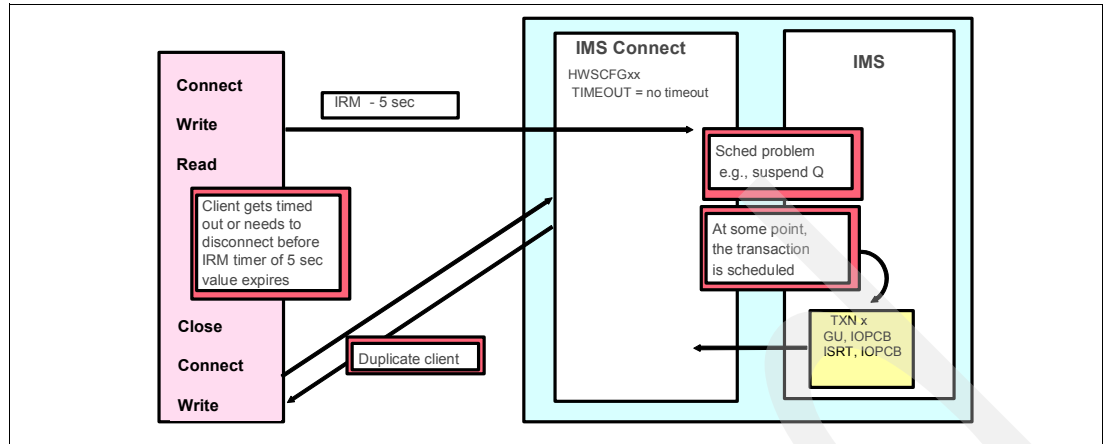 Connect
Write
Read
Client gets timed
out or needs to
disconnect before
IRM timer of 5 sec
value expires
Close
Connect
Write
IRM - 5 sec
Duplicate client
IMS Connect
HWSCFGxx
TIMEOUT = no timeout
IMS
Sched problem
e.g., suspend Q
At some point,
the transaction
is scheduled
TXN x
GU, IOPCB
ISRT, IOPCB